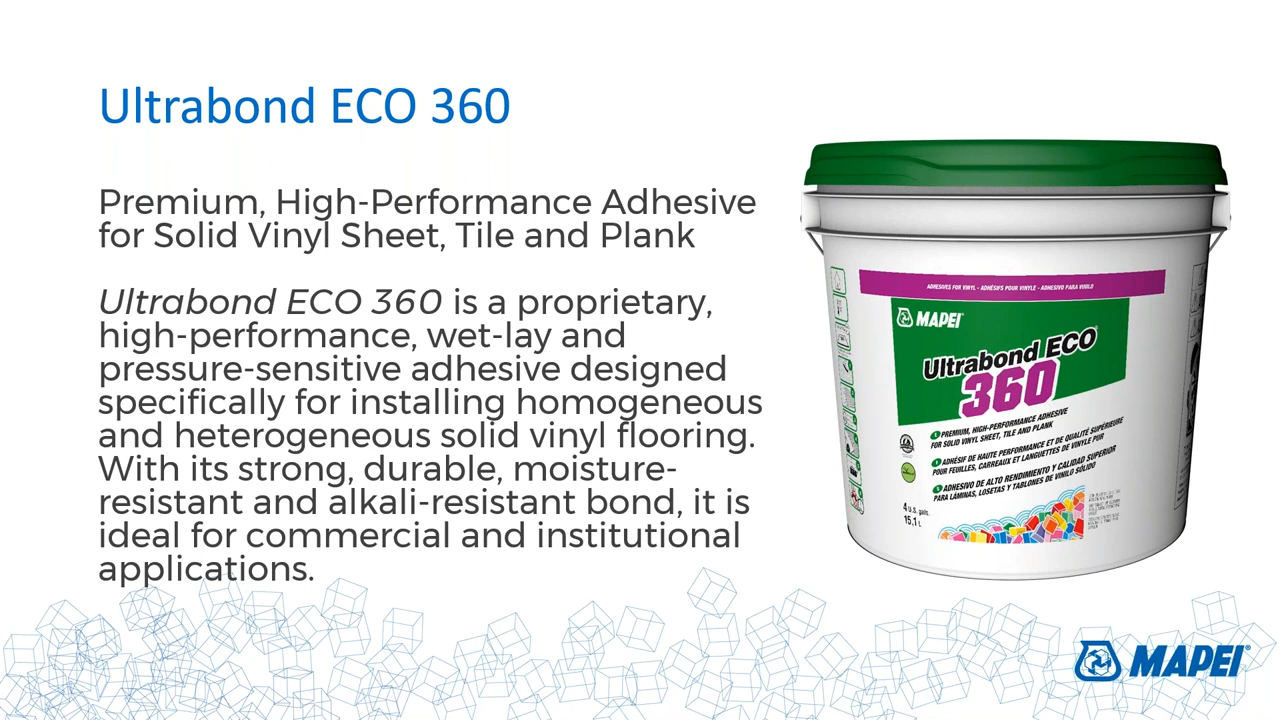 Ultrabond ECO 360
Premium, High-Performance Adhesive
for Solid Vinyl Sheet, Tile and Plank
Ultrabond ECO 360 is a proprietary,
high-performance, wet-lay and
pressure-sensitive adhesive designed
specifically for installing homogeneous
and heterogeneous solid vinyl flooring.
With its strong, durable, moisture-
resistant and alkali-resistant bond, it is
ideal for commercial and institutional
applications.
ADHESIVES FOR VINYL - ADHÉSIFS POUR VINYLE - ADHESIVO PARA VINILO
MAPEI
Ultrabond ECO®
360
PREMIUM, HIGH-PERFORMANCE ADHESIVE
FOR SOLID VINYL SHEET, TILE AND PLANK
ADHÉSIF DE HAUTE PERFORMANCE ET DE QUALITÉ SUPÉRIEURE
POUR FEUILLES, CARREAUX ET LANGUETTES DE VINYLE PUR
ADHESIVO DE ALTO RENDIMIENTO Y CALIDAD SUPERIOR
PARA LÁMINAS, LOSETAS Y TABLONES DE VINILO SÓLIDO
4 U.S. gals.
15,1 L
MAPEI®